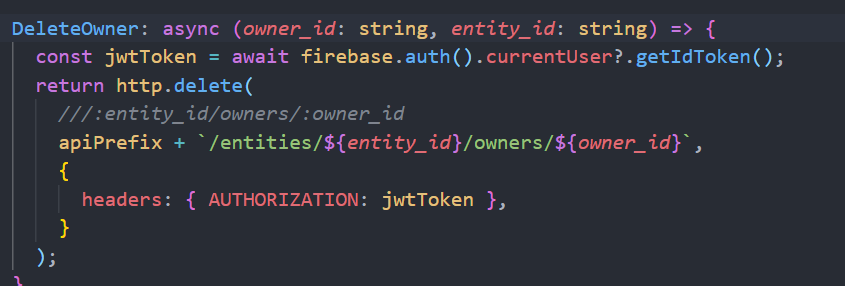 DeleteOwner: async (owner_id: string, entity_id: string) => {
  const jwtToken = await firebase.auth().currentUser?.getIdToken();
  return http.delete(
    ///:entity_id/owners/:owner_id
    apiPrefix + `/entities/${entity_id}/owners/${owner_id}`,
    {
      headers: { AUTHORIZATION: jwtToken },
    }
  );
}